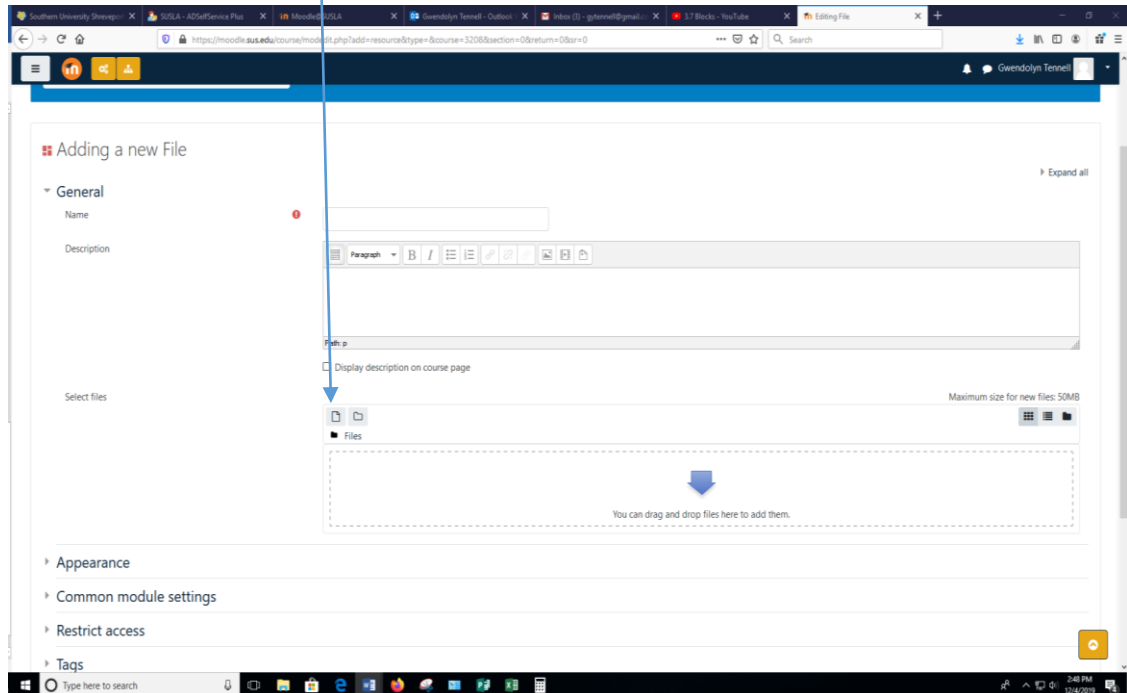 Southern University Shrevepor
SUSLA - ADSelfService Plus
Moodle@SUSLA
Gwendolyn Tennell - Outlook
Inbox (3) - gytennell@gmail.co
3.7 Blocks - YouTube
Editing File
https://moodle.sus.edu/course/modedit.php?add=resource&type=&course=3208&section=0&return=0&sr=0
Search
Gwendolyn Tennell
Adding a new File
Expand all
General
Name
Description
Paragraph
B I
Path: p
Display description on course page
Select files
Maximum size for new files: 50MB
Files
You can drag and drop files here to add them.
Appearance
Common module settings
Restrict access
Tags
Type here to search
2:48 PM
12/4/2019